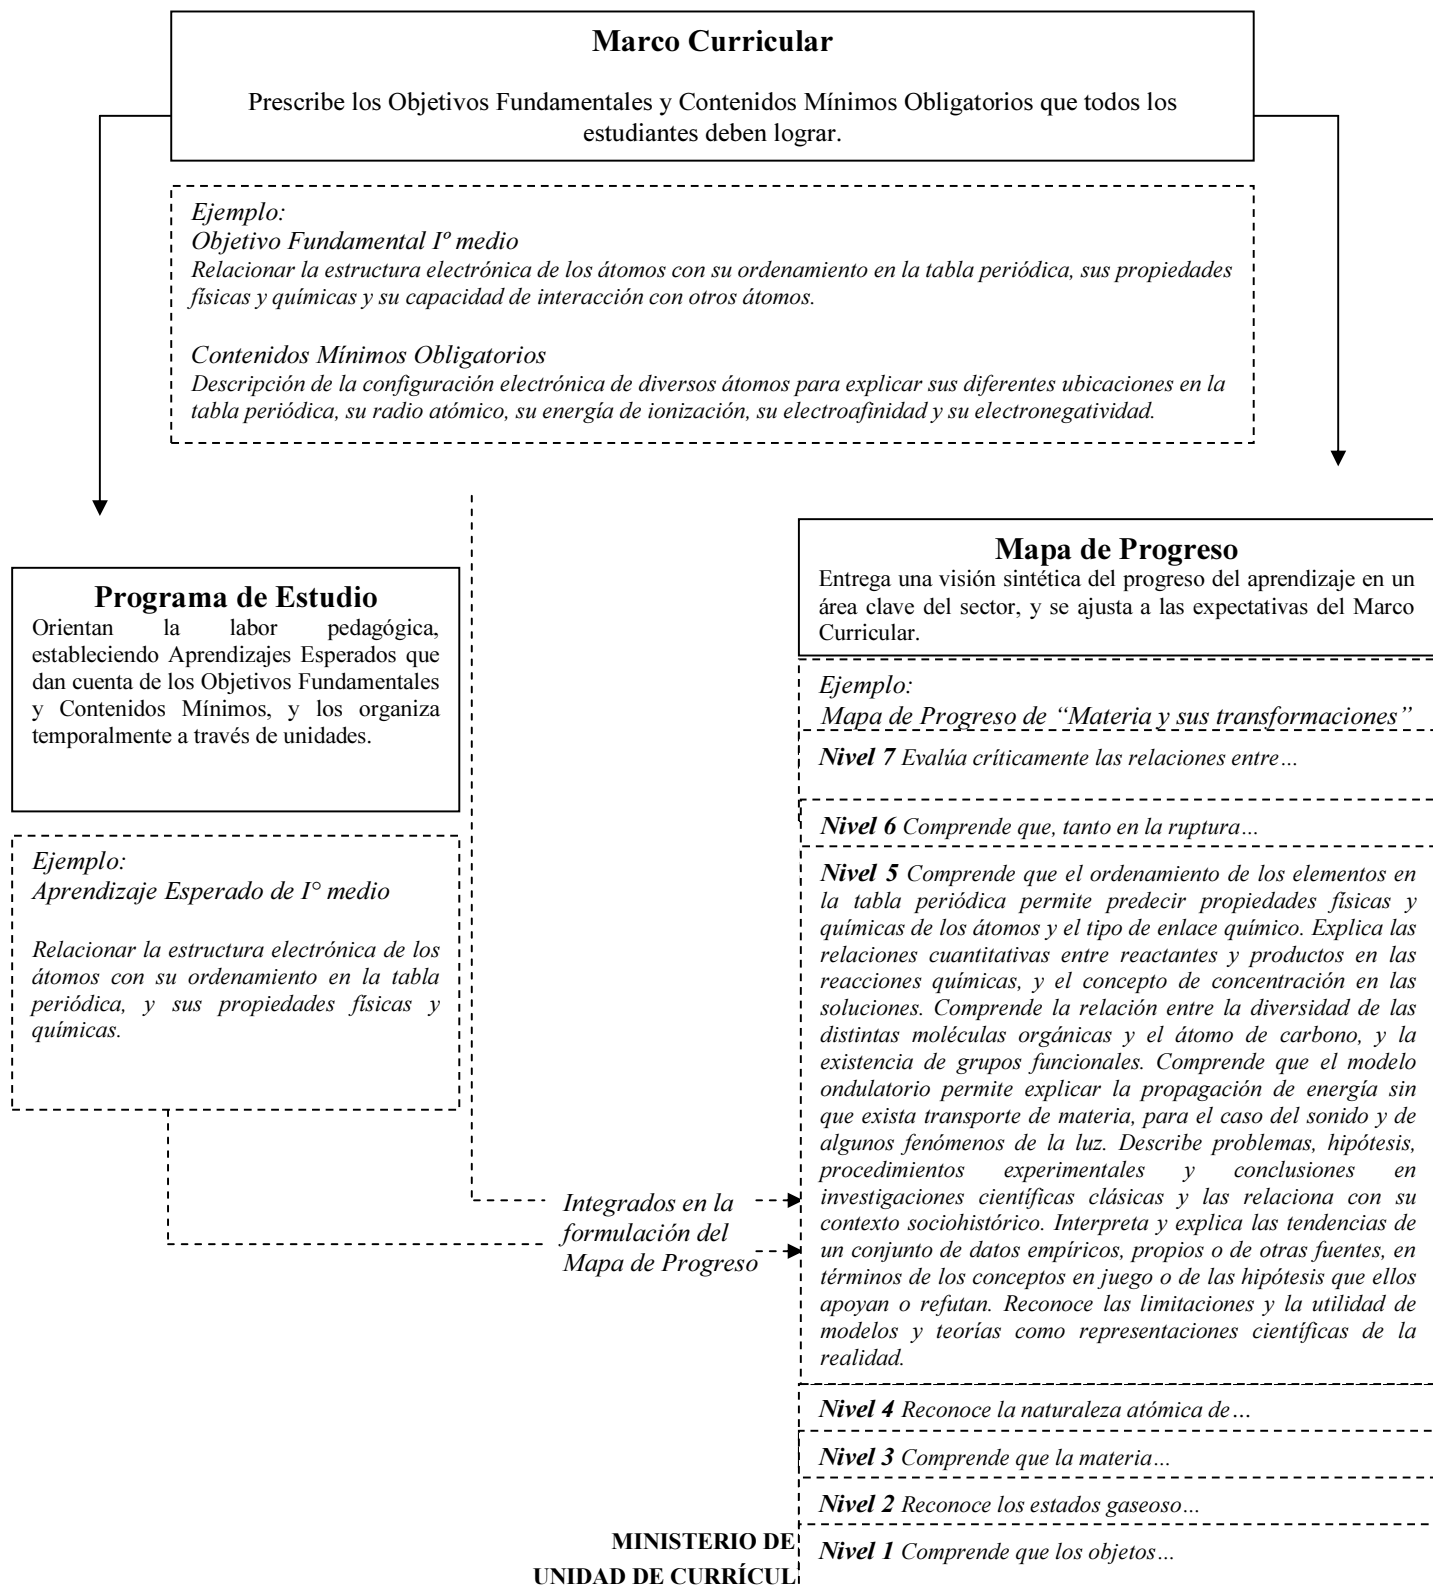 Marco Curricular
Prescribe los Objetivos Fundamentales y Contenidos Mínimos Obligatorios que todos los
estudiantes deben lograr.
Ejemplo:
Objetivo Fundamental Iº medio
Relacionar la estructura electrónica de los átomos con su ordenamiento en la tabla periódica, sus propiedades
físicas y químicas y su capacidad de interacción con otros átomos.
Contenidos Mínimos Obligatorios
Descripción de la configuración electrónica de diversos átomos para explicar sus diferentes ubicaciones en la
tabla periódica, su radio atómico, su energía de ionización, su electroafinidad y su electronegatividad.
Programa de Estudio
Orientan la labor pedagógica,
estableciendo Aprendizajes Esperados que
dan cuenta de los Objetivos Fundamentales
y Contenidos Mínimos, y los organiza
temporalmente a través de unidades.
Ejemplo:
Aprendizaje Esperado de I° medio
Relacionar la estructura electrónica de los
átomos con su ordenamiento en la tabla
periódica, y sus propiedades físicas y
químicas.
Integrados en la
formulación del
Mapa de Progreso
Mapa de Progreso
Entrega una visión sintética del progreso del aprendizaje en un
área clave del sector, y se ajusta a las expectativas del Marco
Curricular.
Ejemplo:
Mapa de Progreso de “Materia y sus transformaciones”
Nivel 7 Evalúa críticamente las relaciones entre…
Nivel 6 Comprende que, tanto en la ruptura…
Nivel 5 Comprende que el ordenamiento de los elementos en
la tabla periódica permite predecir propiedades físicas y
químicas de los átomos y el tipo de enlace químico. Explica las
relaciones cuantitativas entre reactantes y productos en las
reacciones químicas, y el concepto de concentración en las
soluciones. Comprende la relación entre la diversidad de las
distintas moléculas orgánicas y el átomo de carbono, y la
existencia de grupos funcionales. Comprende que el modelo
ondulatorio permite explicar la propagación de energía sin
que exista transporte de materia, para el caso del sonido y de
algunos fenómenos de la luz. Describe problemas, hipótesis,
procedimientos experimentales y conclusiones en
investigaciones científicas clásicas y las relaciona con su
contexto sociohistórico. Interpreta y explica las tendencias de
un conjunto de datos empíricos, propios o de otras fuentes, en
términos de los conceptos en juego o de las hipótesis que ellos
apoyan o refutan. Reconoce las limitaciones y la utilidad de
modelos y teorías como representaciones científicas de la
realidad.
Nivel 4 Reconoce la naturaleza atómica de…
Nivel 3 Comprende que la materia…
Nivel 2 Reconoce los estados gaseoso…
Nivel 1 Comprende que los objetos…
MINISTERIO DE
UNIDAD DE CURRÍCUL